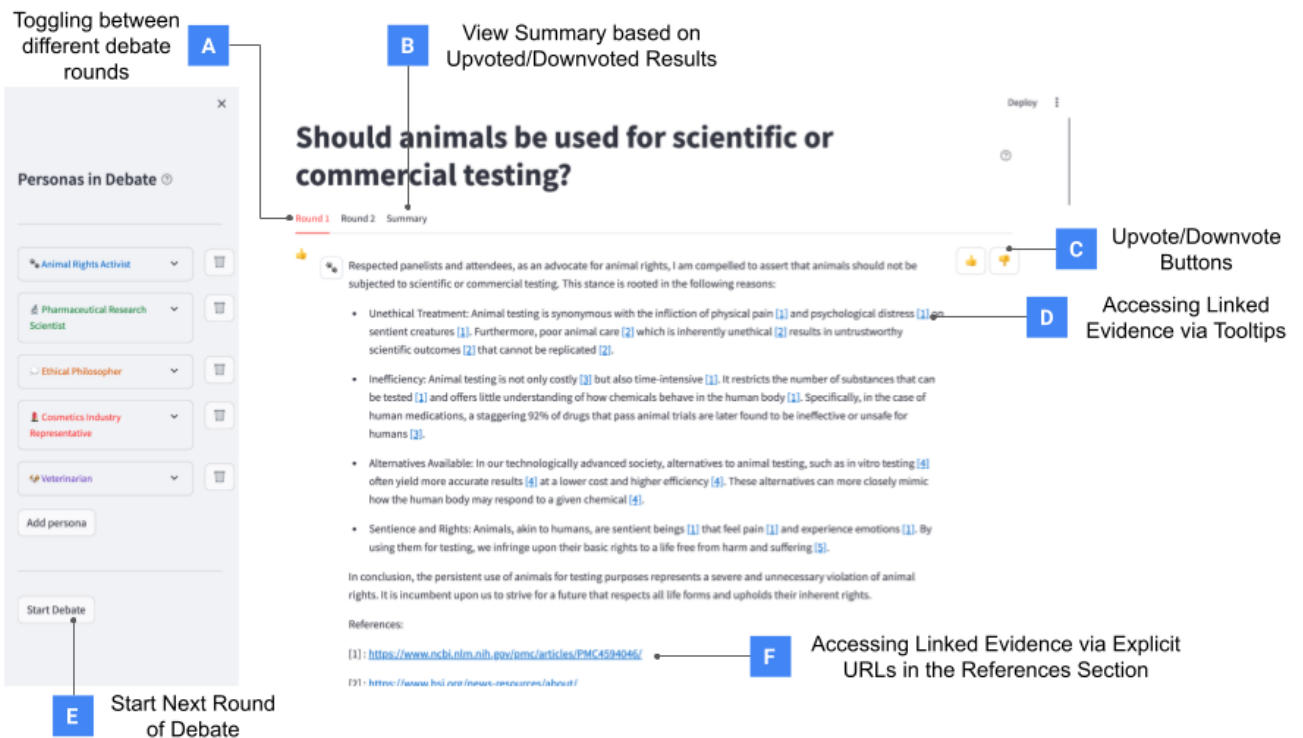 Toggling between
different debate
rounds
A
B
View Summary based on
Upvoted/Downvoted Results
Deploy
Should animals be used for scientific or
commercial testing?
Personas in Debate
Round 1 Round 2 Summary
C
Upvote/Downvote
Buttons
Animal Rights Activist
Pharmaceutical Research
Scientist
Ethical Philosopher
Cosmetics Industry
Representative
Veterinarian
Add persona
Start Debate
Respected panelists and attendees, as an advocate for animal rights, I am compelled to assert that animals should not be
subjected to scientific or commercial testing. This stance is rooted in the following reasons:
• Unethical Treatment: Animal testing is synonymous with the infliction of physical pain [1] and psychological distress [1] on
sentient creatures [1]. Furthermore, poor animal care [2] which is inherently unethical [2] results in untrustworthy
scientific outcomes [2] that cannot be replicated [2].
• Inefficiency: Animal testing is not only costly [3] but also time-intensive [1]. It restricts the number of substances that can
be tested [1] and offers little understanding of how chemicals behave in the human body [1]. Specifically, in the case of
human medications, a staggering 92% of drugs that pass animal trials are later found to be ineffective or unsafe for
humans [3].
• Alternatives Available: In our technologically advanced society, alternatives to animal testing, such as in vitro testing [4]
often yield more accurate results [4] at a lower cost and higher efficiency [4]. These alternatives can more closely mimic
how the human body may respond to a given chemical [4].
• Sentience and Rights: Animals, akin to humans, are sentient beings [1] that feel pain [1] and experience emotions [1]. By
using them for testing, we infringe upon their basic rights to a life free from harm and suffering [5].
In conclusion, the persistent use of animals for testing purposes represents a severe and unnecessary violation of animal
rights. It is incumbent upon us to strive for a future that respects all life forms and upholds their inherent rights.
References:
[1] : https://www.ncbi.nlm.nih.gov/pmc/articles/PMC4594046/
[2] : https://www.hsi.org/news-resources/about/
D
Accessing Linked
Evidence via Tooltips
F
Accessing Linked Evidence via Explicit
URLs in the References Section
E
Start Next Round
of Debate